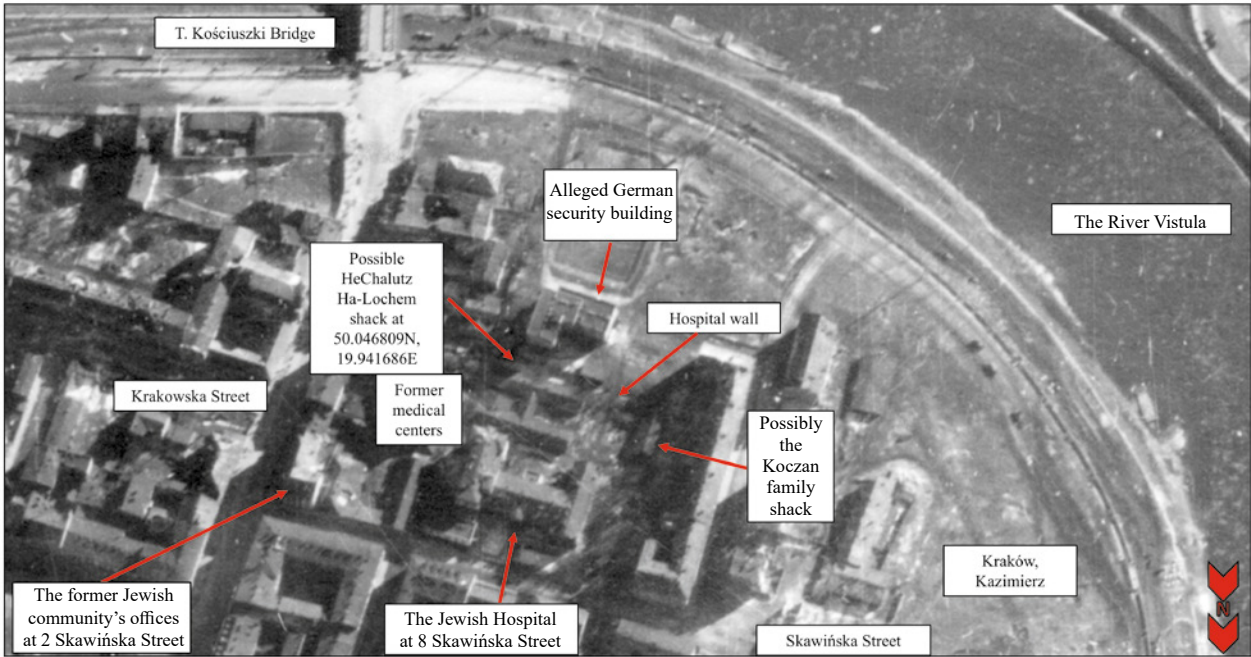 T. Kościuszki Bridge
Alleged German
security building
The River Vistula
Possible
HeChalutz
Ha-Lochem
shack at
50.046809N,
19.941686E
Hospital wall
Krakowska Street
Former
medical
centers
Possibly
the
Koczan
family
shack
Kraków,
Kazimierz
The former Jewish
community's offices
at 2 Skawińska Street
The Jewish Hospital
at 8 Skawińska Street
Skawińska Street
N